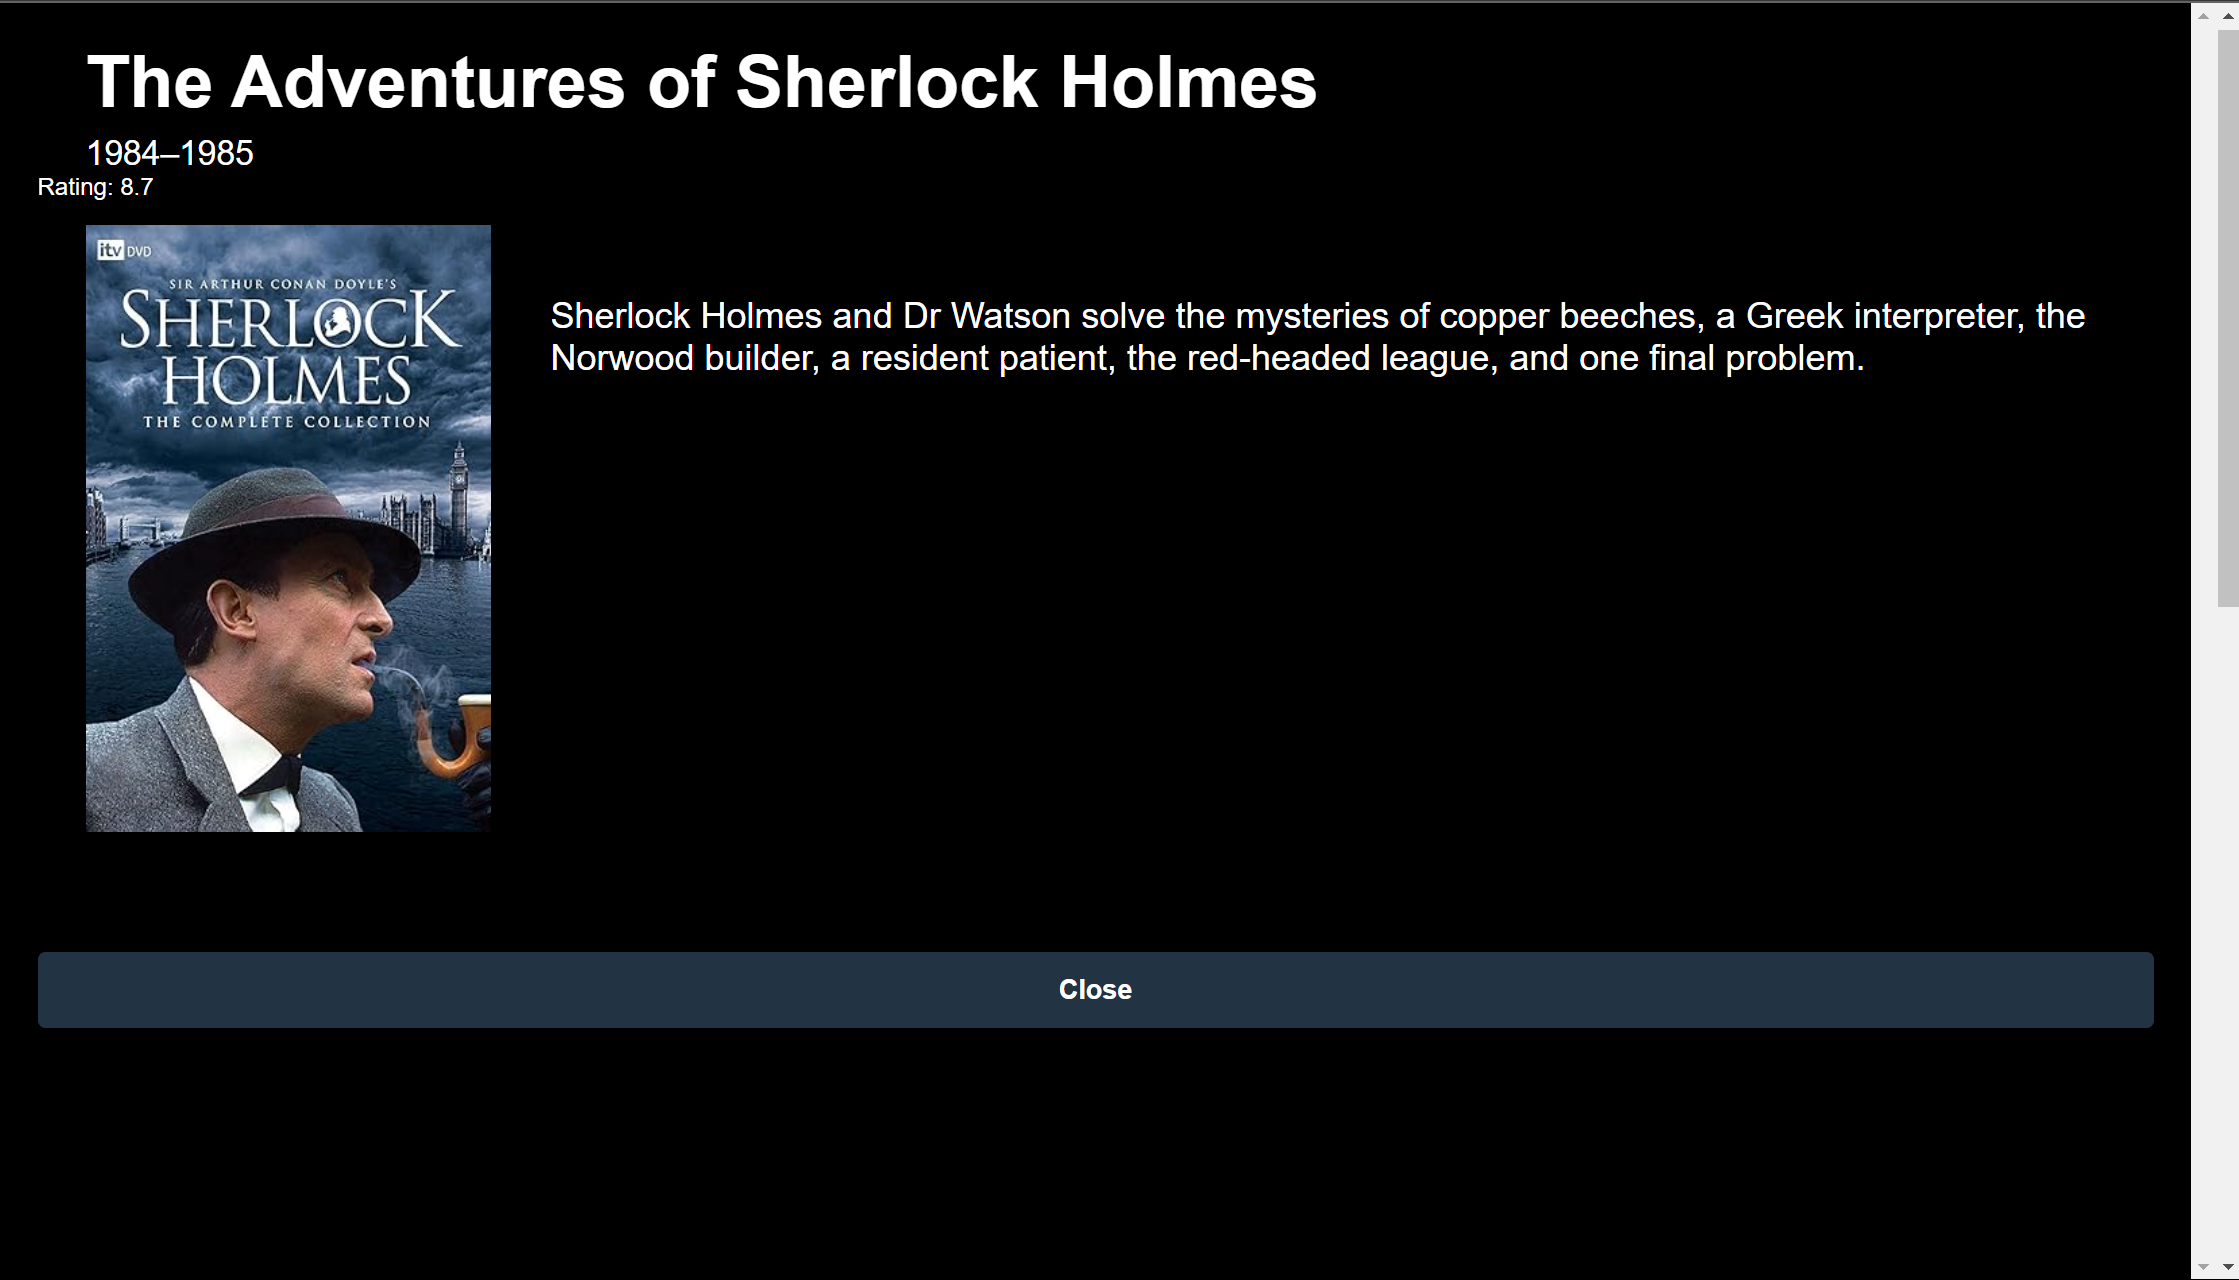 The Adventures of Sherlock Holmes
1984–1985
Rating: 8.7
itv DVD
SIR ARTHUR CONAN DOYLE'S
SHERLOCK
HOLMES
THE COMPLETE COLLECTION
Sherlock Holmes and Dr Watson solve the mysteries of copper beeches, a Greek interpreter, the
Norwood builder, a resident patient, the red-headed league, and one final problem.
Close